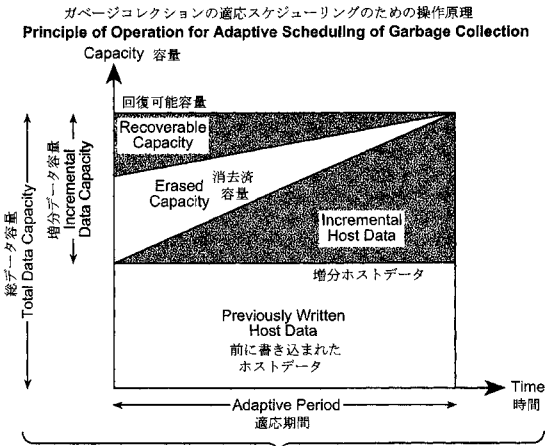 ガベージコレクションの適応スケジューリングのための操作原理
Principle of Operation for Adaptive Scheduling of Garbage Collection
Capacity 容量
回復可能容量
Recoverable
Capacity
Erased
Capacity
消去済
容量
Incremental
Host Data
増分ホストデータ
Previously Written
Host Data
前に書き込まれた
ホストデータ
総データ容量
Total Data Capacity
増分データ容量
Incremental
Data Capacity
Time
時間
Adaptive Period
適応期間